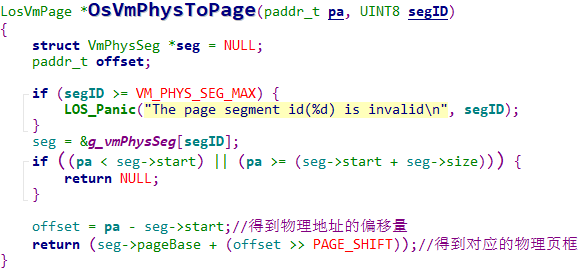 LosVmPage *OsVmPhysToPage(paddr_t pa, UINT8 segID)
{
    struct VmPhysSeg *seg = NULL;
    paddr_t offset;

    if (segID >= VM_PHYS_SEG_MAX) {
        LOS_Panic("The page segment id(%d) is invalid\n", segID);
    }
    seg = &g_vmPhysSeg[segID];
    if ((pa < seg->start) || (pa >= (seg->start + seg->size))) {
        return NULL;
    }

    offset = pa - seg->start;//得到物理地址的偏移量
    return (seg->pageBase + (offset >> PAGE_SHIFT));//得到对应的物理页框
}